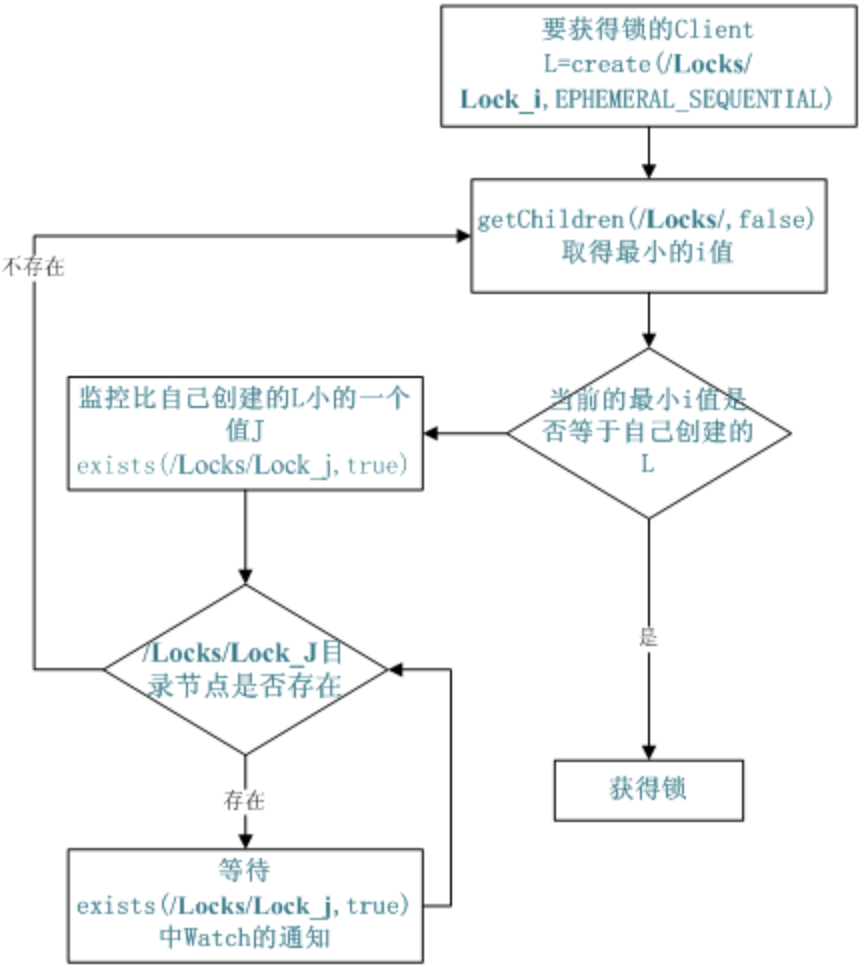 要获得锁的Client
L=create(/Locks/
Lock_i,EPHEMERAL_SEQUENTIAL)
getChildren(/Locks/,false)
取得最小的i值
不存在
当前的最小i值是
否等于自己创建的
L
监控比自己创建的L小的一个
值J
exists(/Locks/Lock_j,true)
是
/Locks/Lock_J目
录节点是否存在
存在
获得锁
等待
exists(/Locks/Lock_j,true)
中Watch的通知